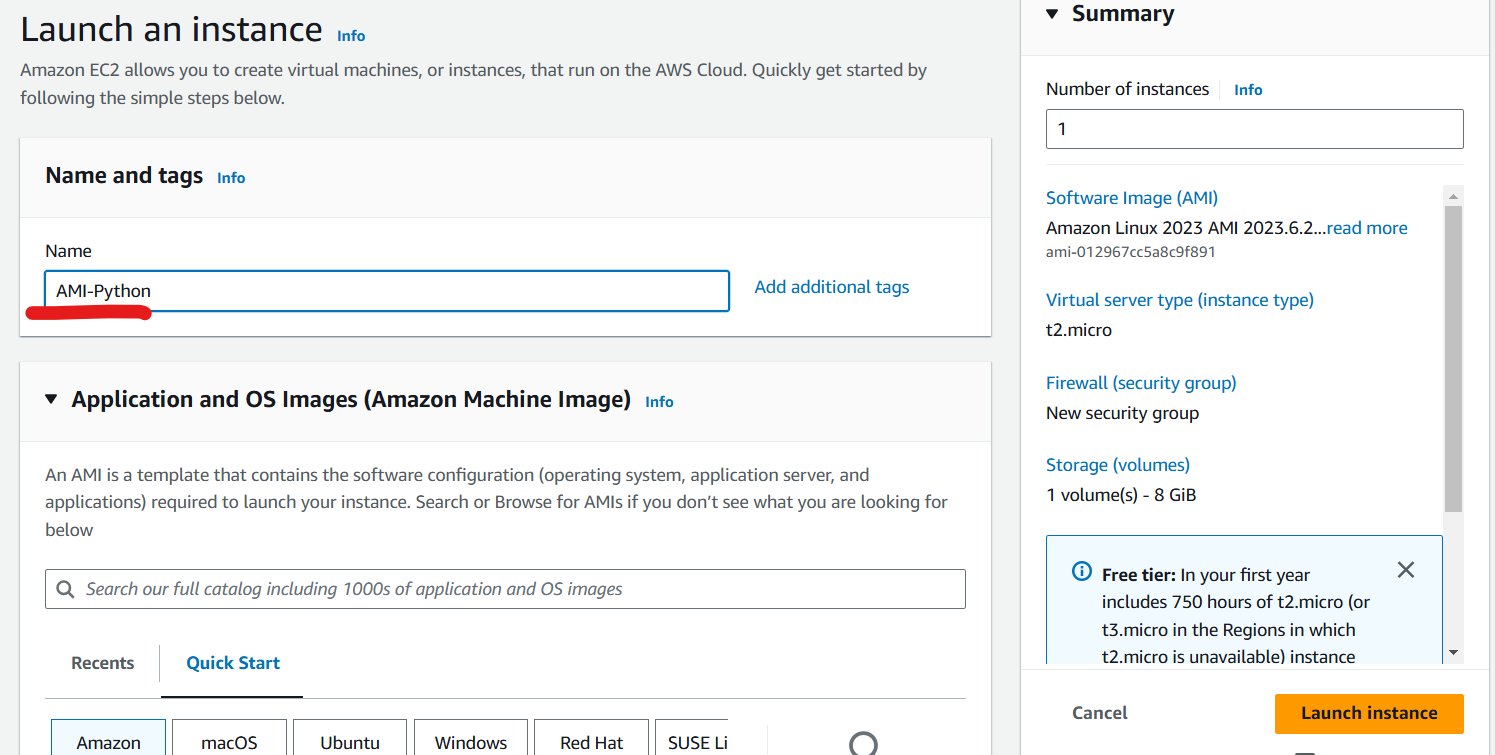 Launch an instance Info
Amazon EC2 allows you to create virtual machines, or instances, that run on the AWS Cloud. Quickly get started by
following the simple steps below.
Name and tags Info
Name
AMI-Python
Add additional tags
Application and OS Images (Amazon Machine Image) Info
An AMI is a template that contains the software configuration (operating system, application server, and
applications) required to launch your instance. Search or Browse for AMIs if you don’t see what you are looking for
below
Search our full catalog including 1000s of application and OS images
Recents
Quick Start
Amazon
macOS
Ubuntu
Windows
Red Hat
SUSE Li
Summary
Number of instances Info
1
Software Image (AMI)
Amazon Linux 2023 AMI 2023.6.2...read more
ami-012967cc5a8c9f891
Virtual server type (instance type)
t2.micro
Firewall (security group)
New security group
Storage (volumes)
1 volume(s) - 8 GiB
Free tier: In your first year
includes 750 hours of t2.micro (or
t3.micro in the Regions in which
t2.micro is unavailable) instance
Cancel
Launch instance